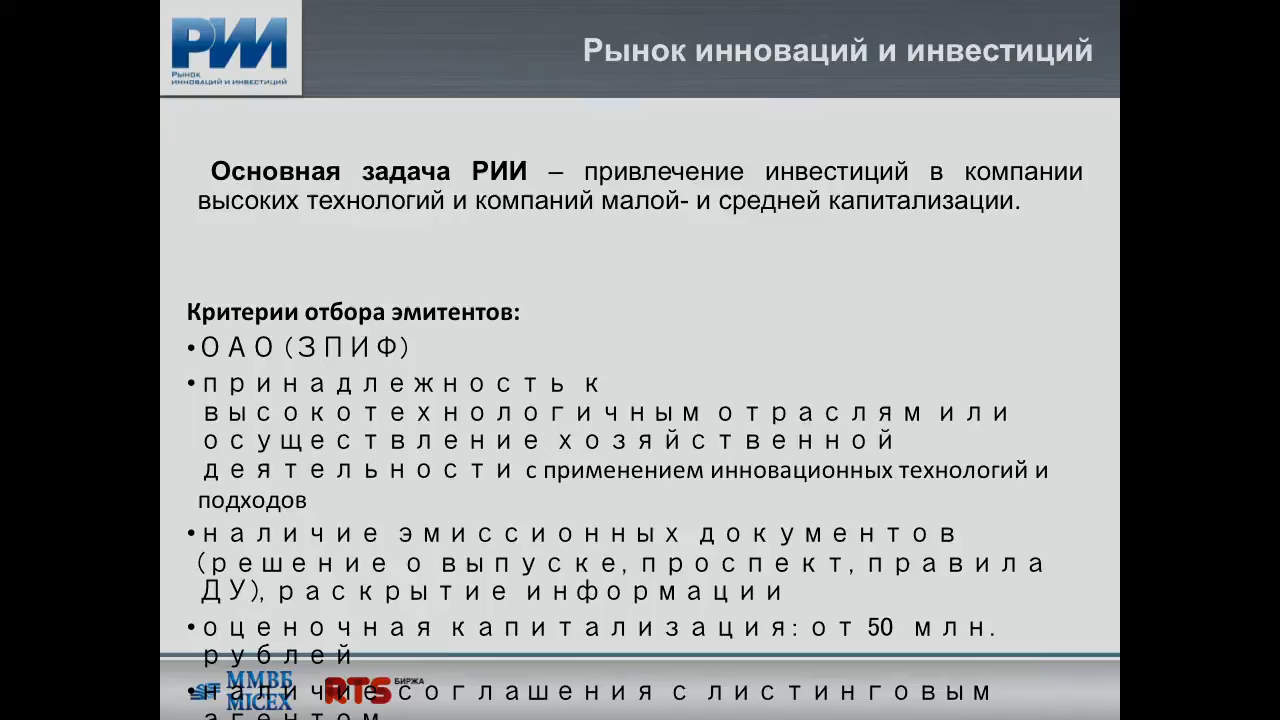 РИИ
Рынок
инноваций и инвестиций
Рынок инноваций и инвестиций
Основная задача РИИ – привлечение инвестиций в компании
высоких технологий и компаний малой- и средней капитализации.
Критерии отбора эмитентов:
•ОАО (ЗПИФ)
•принадлежность к
высокотехнологичным отраслям или
осуществление хозяйственной
деятельности с применением инновационных технологий и
подходов
•наличие эмиссионных документов
(решение о выпуске, проспект, правила
ДУ), раскрытие информации
•оценочная капитализация: от 50 млн.
рублей
•наличие соглашения с листинговым
агентом
ММВБ
MICEX
RTS БИРЖА